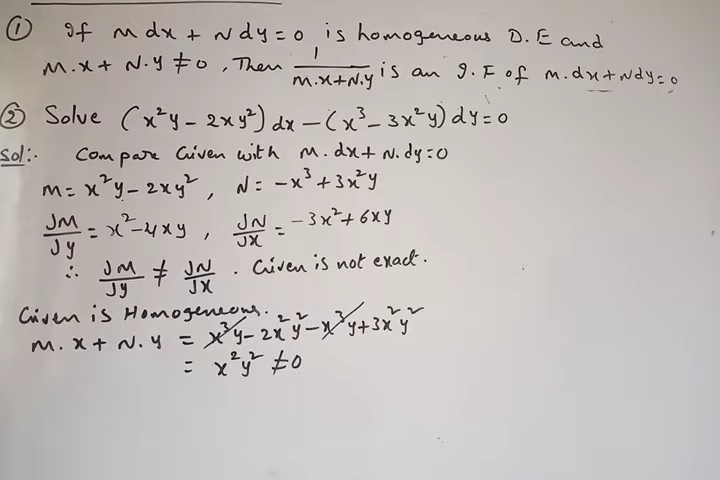 ① If M dx + N dy = 0 is homogeneous D.E and
M.x + N.y ≠ 0, Then 1/(M.x+N.y) is an I.F of M.dx + N dy = 0
② Solve (x²y - 2xy²) dx - (x³ - 3x²y) dy = 0
Sol:- Compare Given with M.dx + N.dy = 0
M = x²y - 2xy², N = -x³ + 3x²y
∂M/∂y = x² - 4xy, ∂N/∂x = -3x² + 6xy
∴ ∂M/∂y ≠ ∂N/∂x. Given is not exact.
Given is Homogeneous.
M.x + N.y = x³y - 2x²y² - x³y + 3x²y²
= x²y² ≠ 0